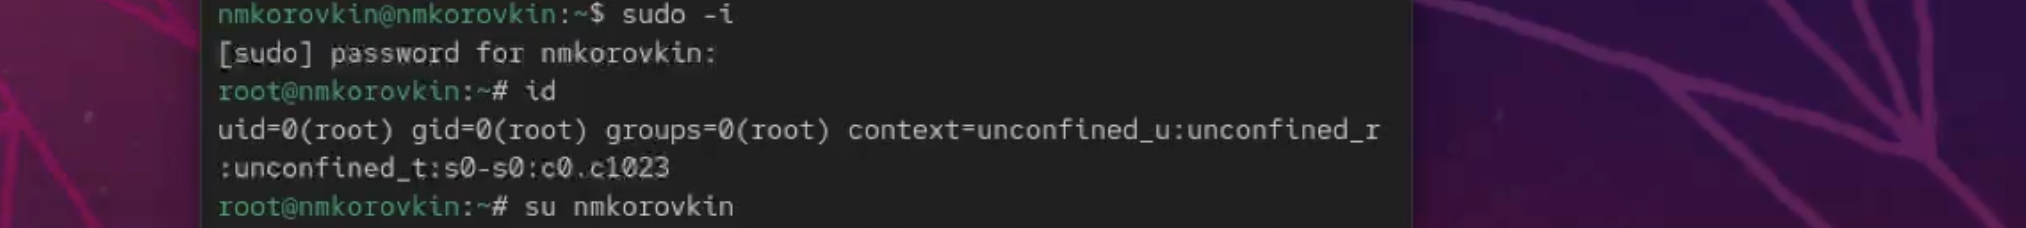 nmkorovkin@nmkorovkin:~$ sudo -i
[sudo] password for nmkorovkin:
root@nmkorovkin:~# id
uid=0(root) gid=0(root) groups=0(root) context=unconfined_u:unconfined_r
:unconfined_t:s0-s0:c0.c1023
root@nmkorovkin:~# su nmkorovkin